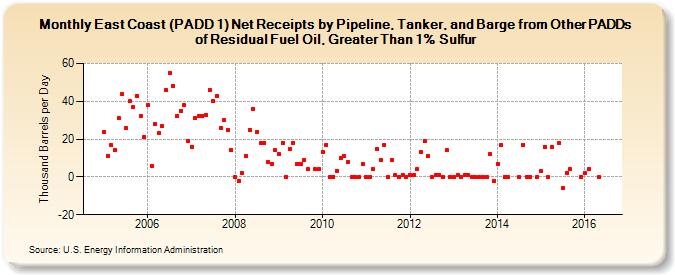 Monthly East Coast (PADD 1) Net Receipts by Pipeline, Tanker, and Barge from Other PADDs
of Residual Fuel Oil, Greater Than 1% Sulfur
Thousand Barrels per Day
60
40
20
0
-20
2006 2008 2010 2012 2014 2016
Source: U.S. Energy Information Administration